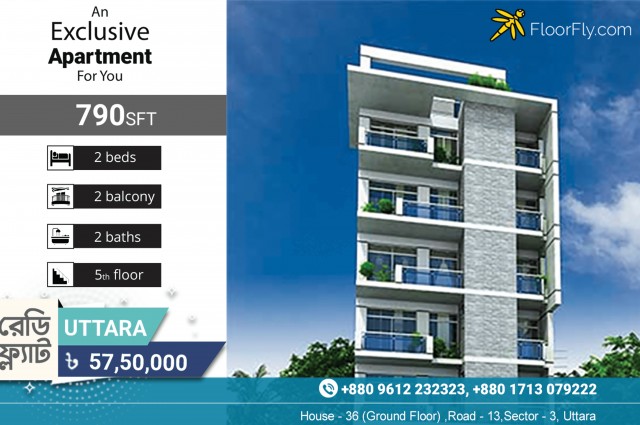 An
Exclusive
Apartment
For You
790SFT
2 beds
2 balcony
2 baths
5th floor
রেডি
ফ্ল্যাট
UTTARA
৳ 57,50,000
FloorFly.com
+880 9612 232323, +880 1713 079222
House - 36 (Ground Floor) ,Road - 13,Sector - 3, Uttara